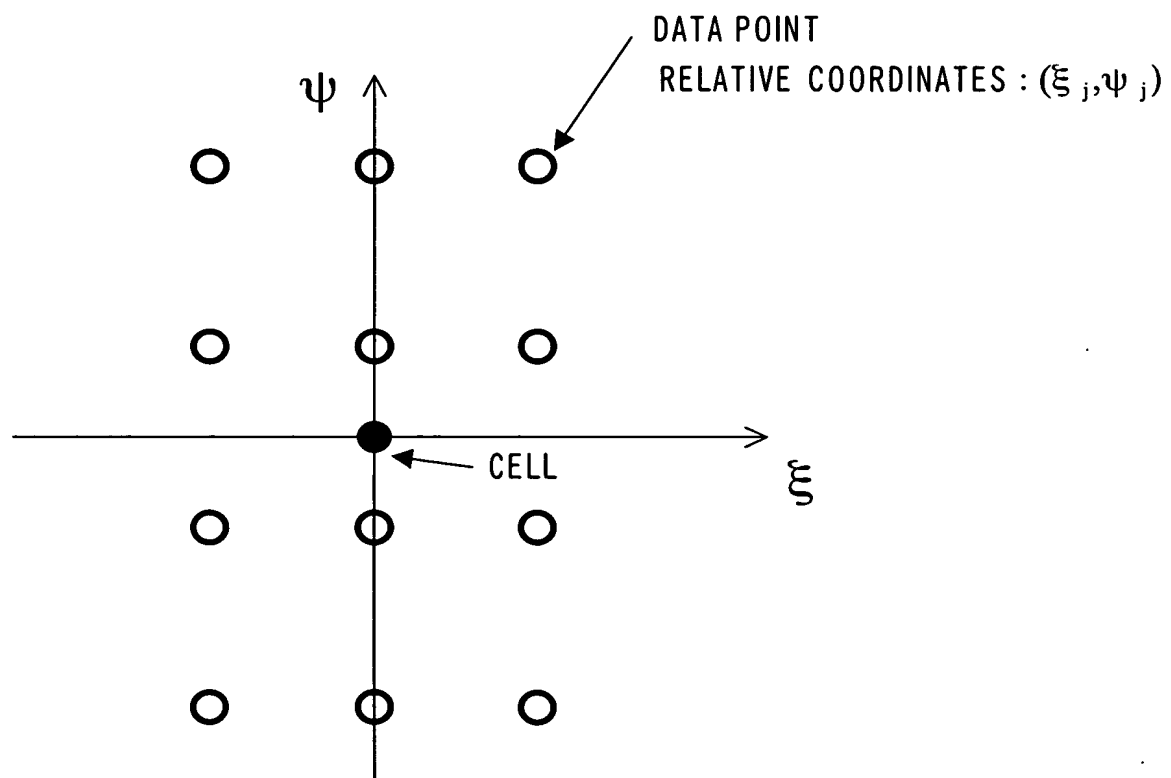 DATA POINT
RELATIVE COORDINATES : (ξ j,ψ j)
ψ
CELL
ξ